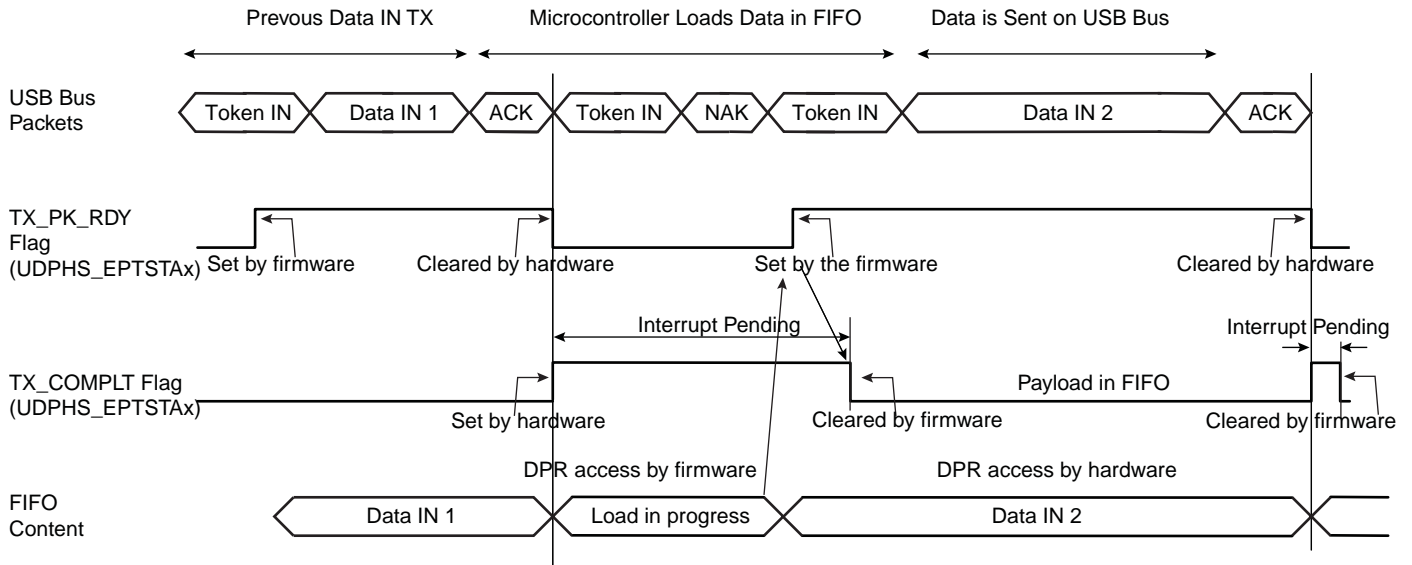 Prevous Data IN TX
Microcontroller Loads Data in FIFO
Data is Sent on USB Bus
USB Bus
Packets
Token IN
Data IN 1
ACK
Token IN
NAK
Token IN
Data IN 2
ACK
TX_PK_RDY
Flag
(UDPHS_EPTSTAx)
Set by firmware
Cleared by hardware
Set by the firmware
Cleared by hardware
Interrupt Pending
Interrupt Pending
TX_COMPLT Flag
(UDPHS_EPTSTAx)
Payload in FIFO
Set by hardware
Cleared by firmware
Cleared by firmware
DPR access by firmware
DPR access by hardware
FIFO
Content
Data IN 1
Load in progress
Data IN 2